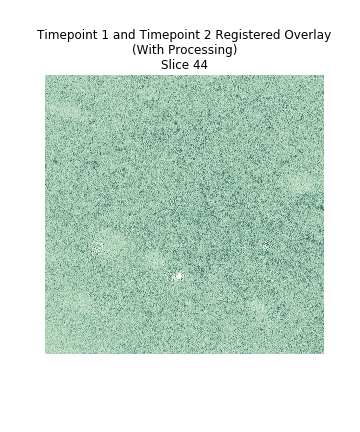 Timepoint 1 and Timepoint 2 Registered Overlay
(With Processing)
Slice 44